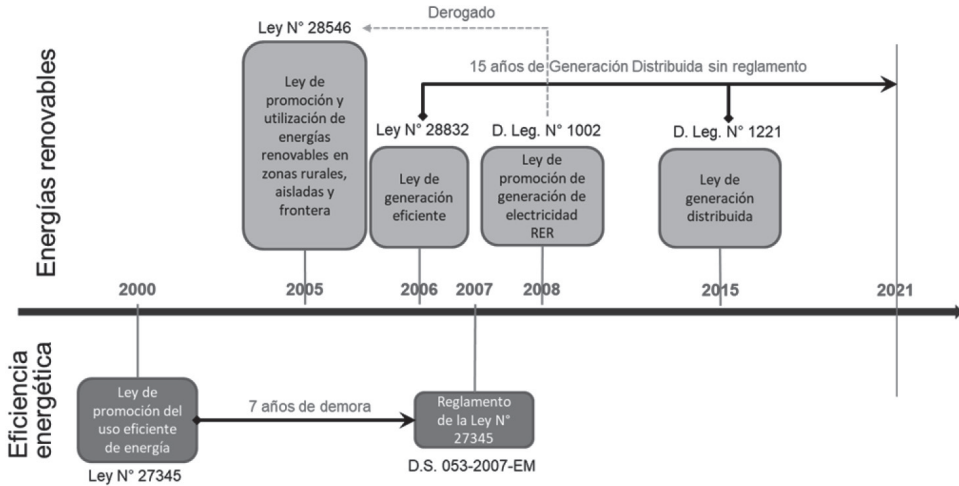 Energías renovables
Ley N° 28546
Derogado
Ley de
promoción y
utilización de
energías
renovables en
zonas rurales,
aisladas y
frontera
15 años de Generación Distribuida sin reglamento
Ley N° 28832
Ley de
generación
eficiente
D. Leg. N° 1002
Ley de
promoción de
generación de
electricidad
RER
D. Leg. N° 1221
Ley de
generación
distribuida
2000
2005
2006
2007
2008
2015
2021
Eficiencia
energética
Ley de
promoción del
uso eficiente
de energía
Ley N° 27345
7 años de demora
Reglamento
de la Ley N°
27345
D.S. 053-2007-EM